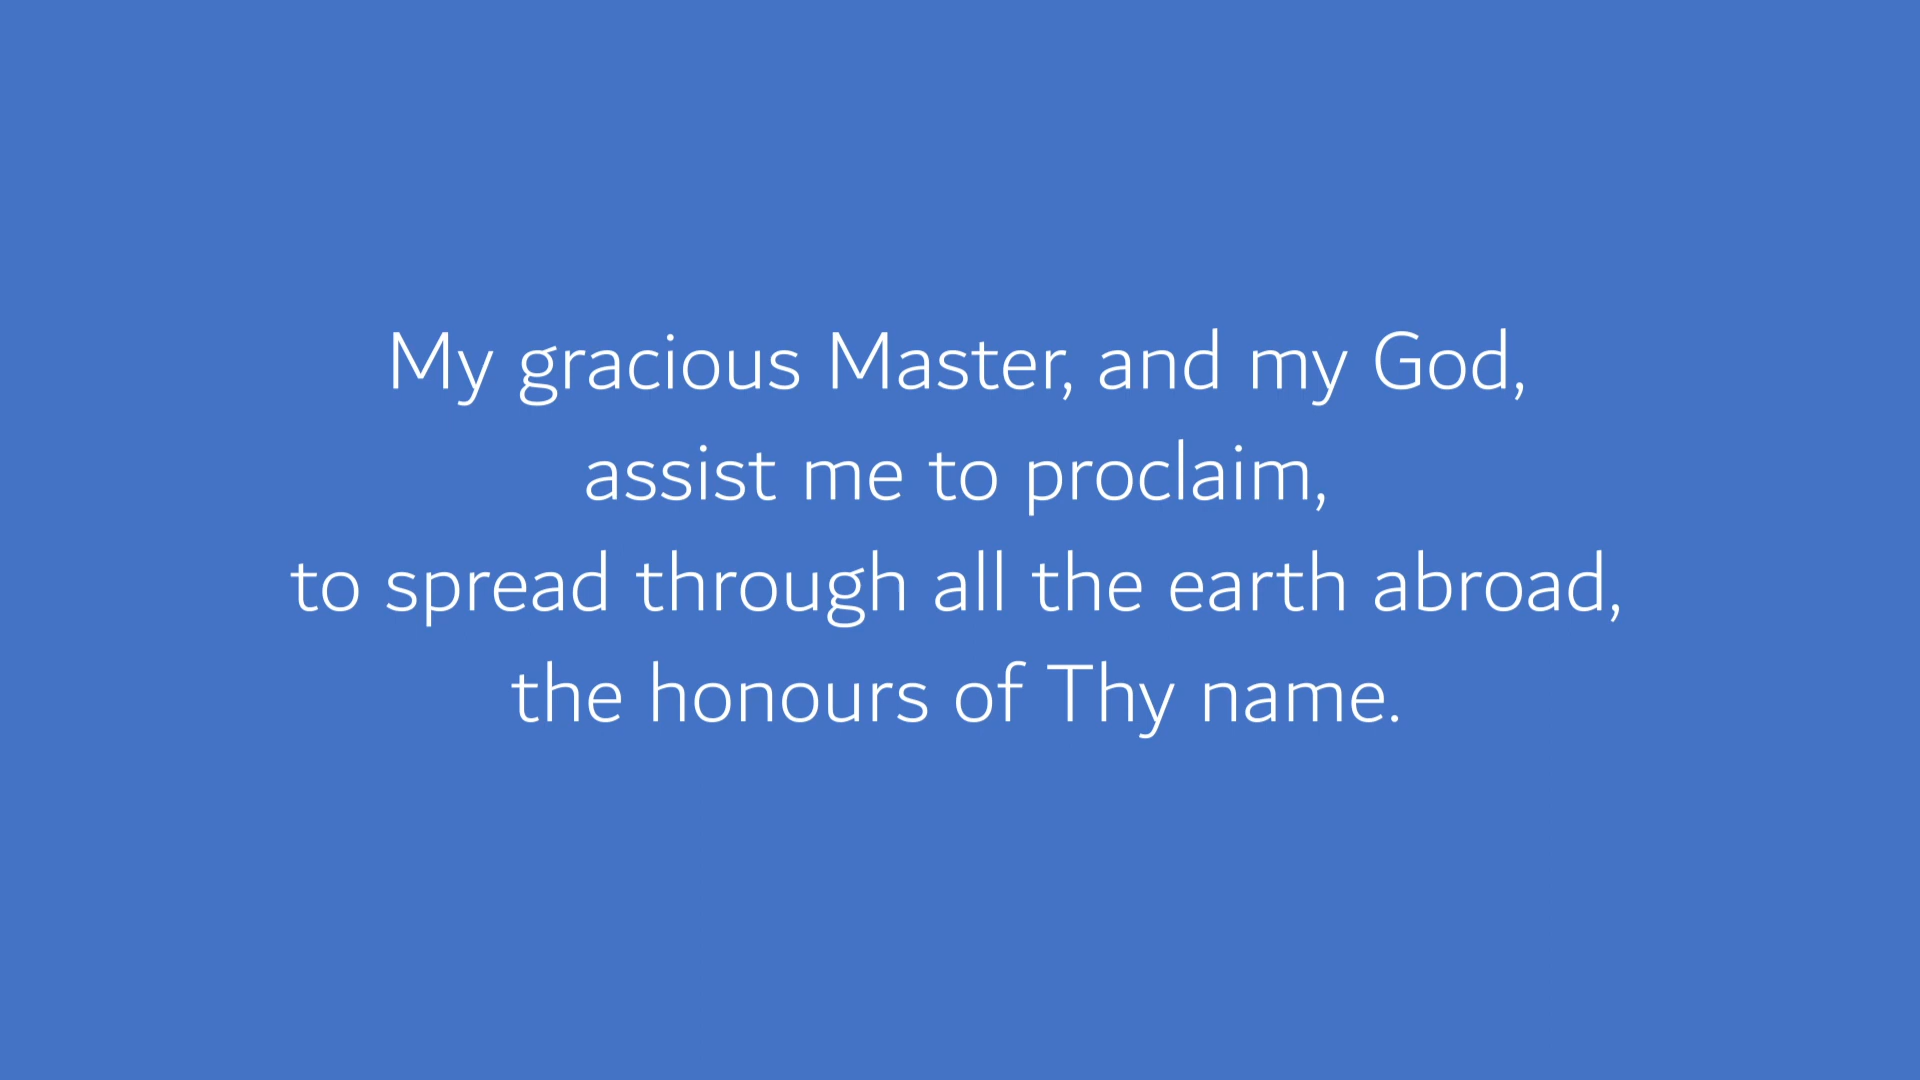 My gracious Master, and my God,
assist me to proclaim,
to spread through all the earth abroad,
the honours of Thy name.